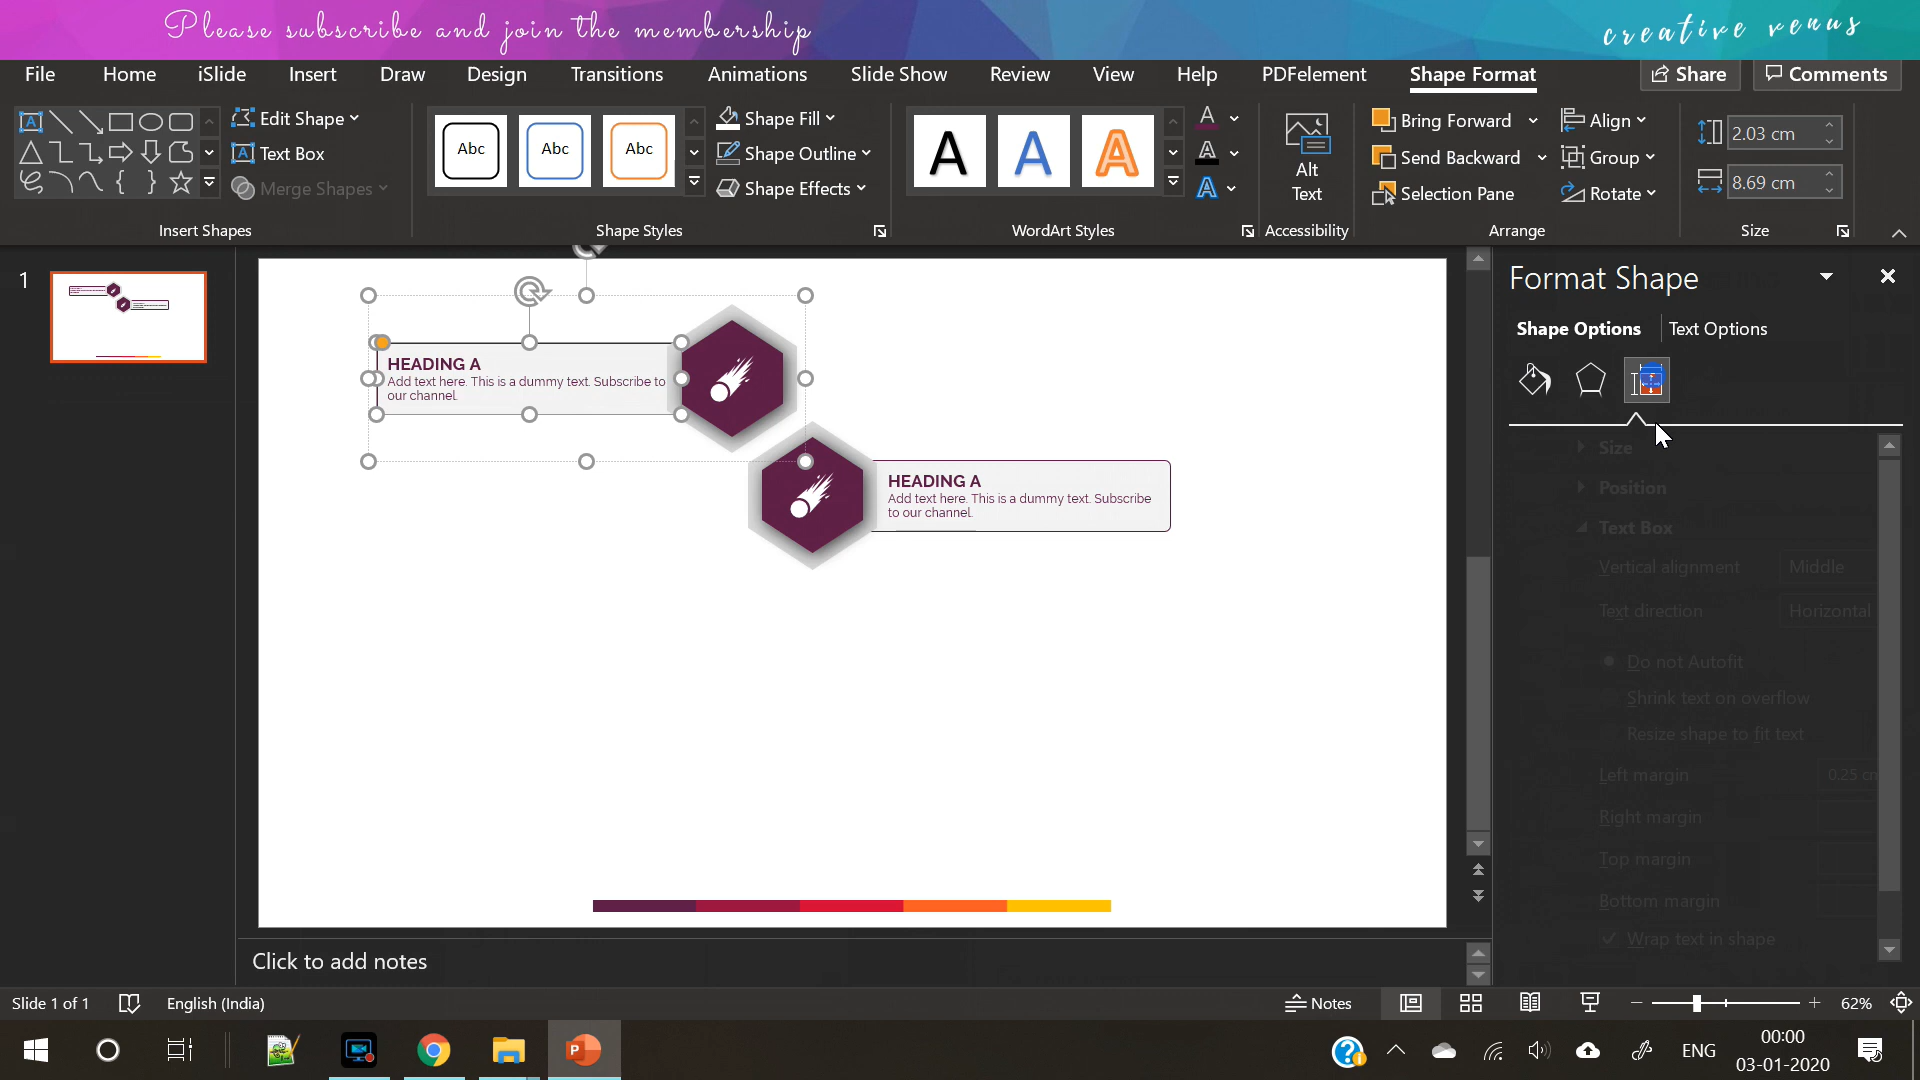 Please subscribe and join the membership
creative venus
File Home iSlide Insert Draw Design Transitions Animations Slide Show Review View Help PDFelement Shape Format Share Comments
Edit Shape
Text Box
Merge Shapes
Insert Shapes
Abc Abc Abc
Shape Fill
Shape Outline
Shape Effects
Shape Styles
A A A
A
A
A
WordArt Styles
Alt
Text
Accessibility
Bring Forward
Send Backward
Selection Pane
Align
Group
Rotate
Arrange
2.03 cm
8.69 cm
Size
1
HEADING A
Add text here. This is a dummy text. Subscribe to
our channel.
HEADING A
Add text here. This is a dummy text. Subscribe
to our channel.
Format Shape
Shape Options Text Options
Size
Position
Text Box
Vertical alignment Middle
Text direction Horizontal
Do not Autofit
Shrink text on overflow
Resize shape to fit text
Left margin 0.25 cm
Right margin
Top margin
Bottom margin
Wrap text in shape
Click to add notes
Slide 1 of 1 English (India) Notes 62%
ENG
00:00
03-01-2020